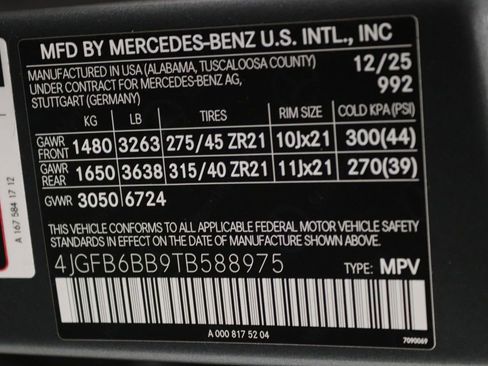 MFD BY MERCEDES-BENZ U.S. INTL., INC
MANUFACTURED IN USA (ALABAMA, TUSCALOOSA COUNTY) 12/25
UNDER CONTRACT FOR MERCEDES-BENZ AG, 992
STUTTGART (GERMANY)
KG LB TIRES RIM SIZE COLD KPA(PSI)
GAWR FRONT 1480 3263 275/45 ZR21 10Jx21 300(44)
GAWR REAR 1650 3638 315/40 ZR21 11Jx21 270(39)
GVWR 3050 6724
THIS VEHICLE CONFORMS TO ALL APPLICABLE FEDERAL MOTOR VEHICLE SAFETY
STANDARDS IN EFFECT ON THE DATE OF MANUFACTURE SHOWN ABOVE.
4JGFB6BB9TB588975 TYPE: MPV
A 000 817 52 04
7090069
A 167 584 17 12